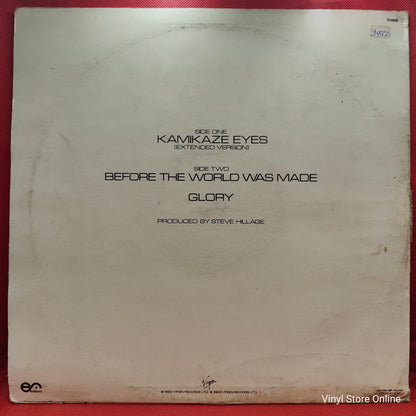 SIDE ONE
KAMIKAZE EYES
(EXTENDED VERSION)
SIDE TWO
BEFORE THE WORLD WAS MADE
GLORY
PRODUCED BY STEVE HILLAGE
Virgin
Vinyl Store Online